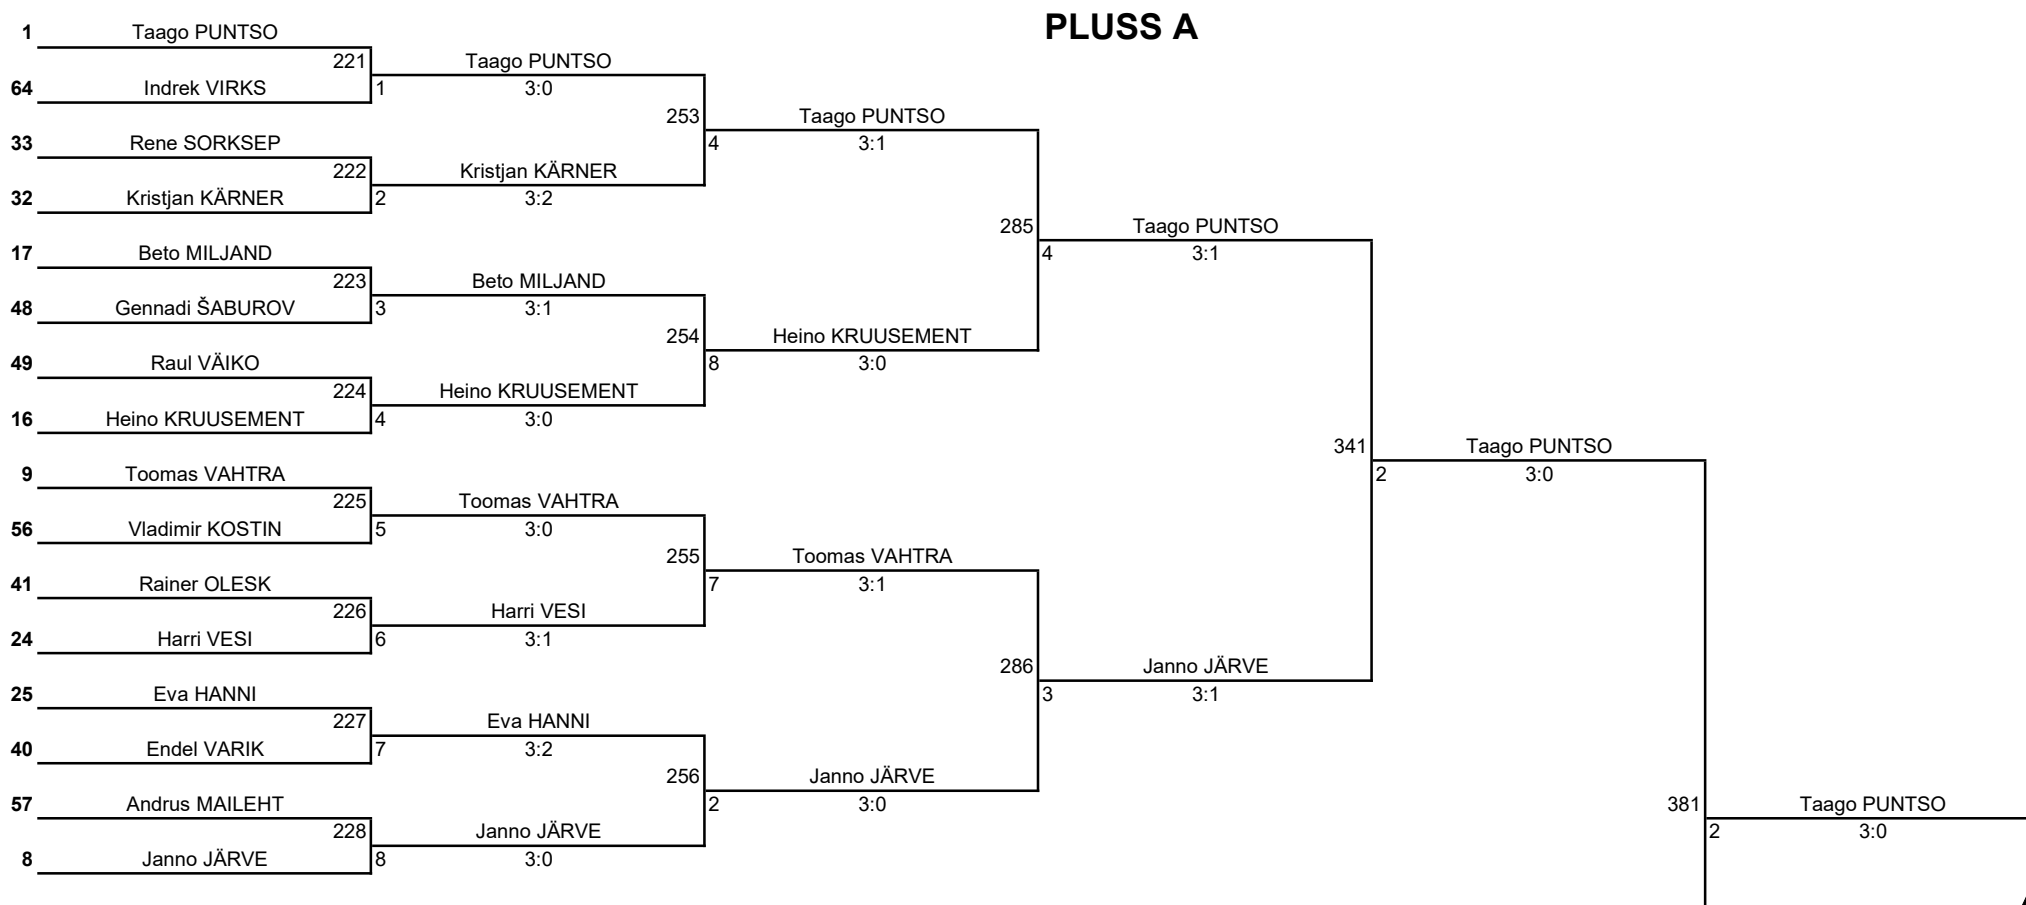 PLUSS A
1 Taago PUNTSO
221 Taago PUNTSO
64 Indrek VIRKS 1 3:0
253 Taago PUNTSO
33 Rene SORKSEP 4 3:1
222 Kristjan KÄRNER
32 Kristjan KÄRNER 2 3:2
285 Taago PUNTSO
17 Beto MILJAND 4 3:1
223 Beto MILJAND
48 Gennadi ŠABUROV 3 3:1
254 Heino KRUUSEMENT
49 Raul VÄIKO 8 3:0
224 Heino KRUUSEMENT
16 Heino KRUUSEMENT 4 3:0
341 Taago PUNTSO
9 Toomas VAHTRA 2 3:0
225 Toomas VAHTRA
56 Vladimir KOSTIN 5 3:0
255 Toomas VAHTRA
41 Rainer OLESK 7 3:1
226 Harri VESI
24 Harri VESI 6 3:1
286 Janno JÄRVE
25 Eva HANNI 3 3:1
227 Eva HANNI
40 Endel VARIK 7 3:2
256 Janno JÄRVE
57 Andrus MAILEHT 2 3:0 381 Taago PUNTSO
228 Janno JÄRVE 2 3:0
8 Janno JÄRVE 8 3:0